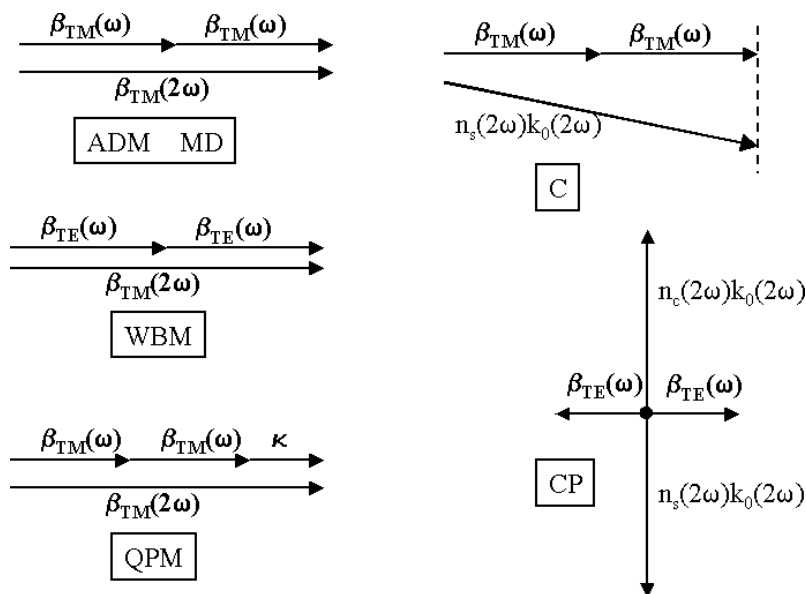 β_TM(ω) β_TM(ω)
β_TM(2ω)
ADM MD
β_TE(ω) β_TE(ω)
β_TM(2ω)
WBM
β_TM(ω) β_TM(ω) κ
β_TM(2ω)
QPM
β_TM(ω) β_TM(ω)
n_s(2ω)k_0(2ω)
C
n_c(2ω)k_0(2ω)
β_TE(ω) β_TE(ω)
CP
n_s(2ω)k_0(2ω)